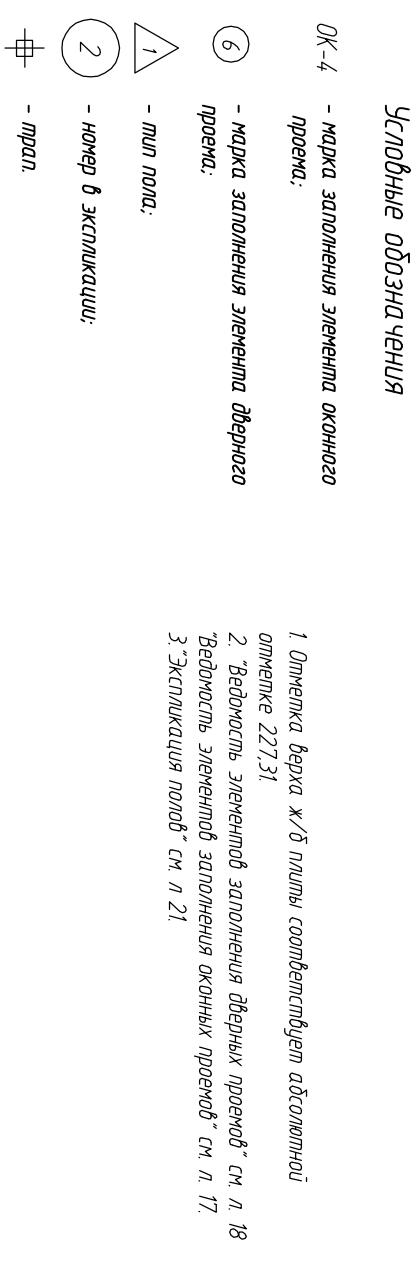 Условные обозначения
ОК-4 - марка заполнения элемента оконного
проема;
6 - марка заполнения элемента дверного
проема;
1 - тип пола;
2 - номер в экспликации;
- трап.
1. Отметка верха ж/б плиты соответствует абсолютной
отметке 227,31.
2. "Ведомость элементов заполнения дверных проемов" см. л. 18
"Ведомость элементов заполнения оконных проемов" см. л. 17.
3."Экспликация полов" см. л 21.